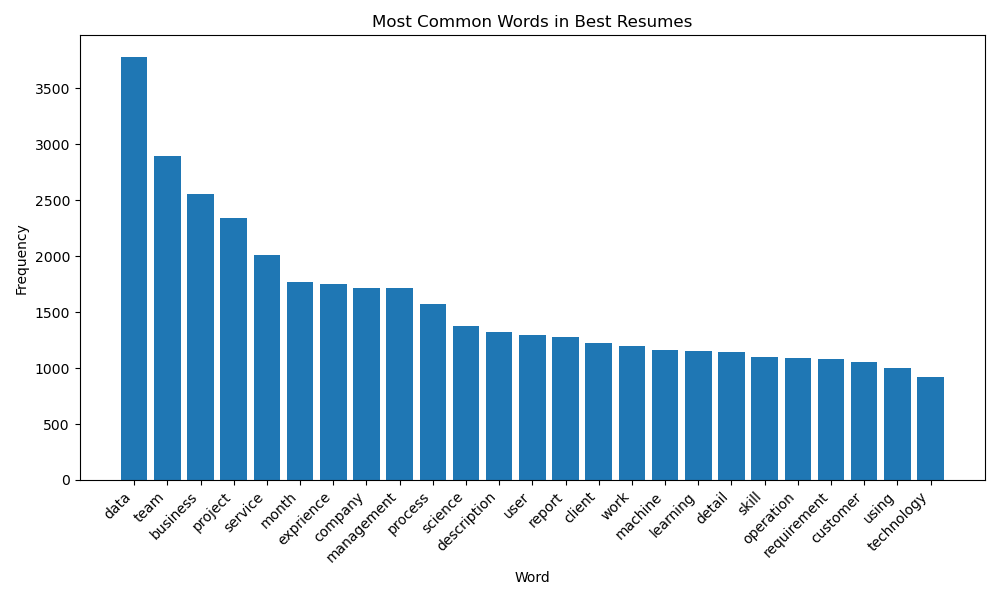 Most Common Words in Best Resumes
Frequency
3500
3000
2500
2000
1500
1000
500
0
data
team
business
project
service
month
exprience
company
management
process
science
description
user
report
client
work
machine
learning
detail
skill
operation
requirement
customer
using
technology
Word